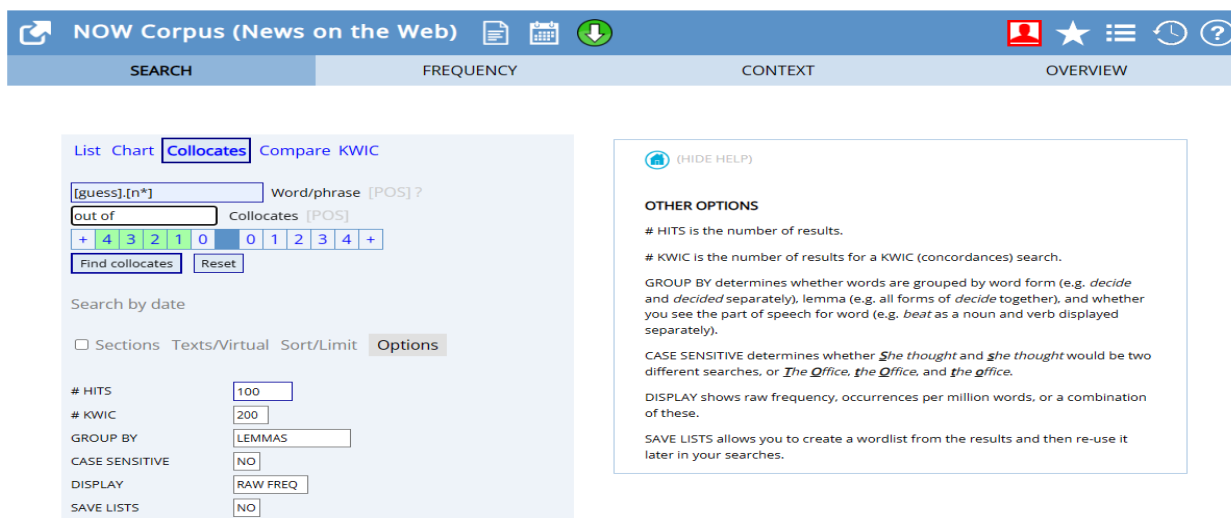 NOW Corpus (News on the Web)
SEARCH FREQUENCY CONTEXT OVERVIEW
List Chart Collocates Compare KWIC
[guess].[n*] Word/phrase [POS] ?
out of Collocates [POS]
+ 4 3 2 1 0 0 1 2 3 4 +
Find collocates Reset
Search by date
Sections Texts/Virtual Sort/Limit Options
# HITS 100
# KWIC 200
GROUP BY LEMMAS
CASE SENSITIVE NO
DISPLAY RAW FREQ
SAVE LISTS NO
(HIDE HELP)
OTHER OPTIONS
# HITS is the number of results.
# KWIC is the number of results for a KWIC (concordances) search.
GROUP BY determines whether words are grouped by word form (e.g. decide
and decided separately), lemma (e.g. all forms of decide together), and whether
you see the part of speech for word (e.g. beat as a noun and verb displayed
separately).
CASE SENSITIVE determines whether She thought and she thought would be two
different searches, or The Office, the Office, and the office.
DISPLAY shows raw frequency, occurrences per million words, or a combination
of these.
SAVE LISTS allows you to create a wordlist from the results and then re-use it
later in your searches.